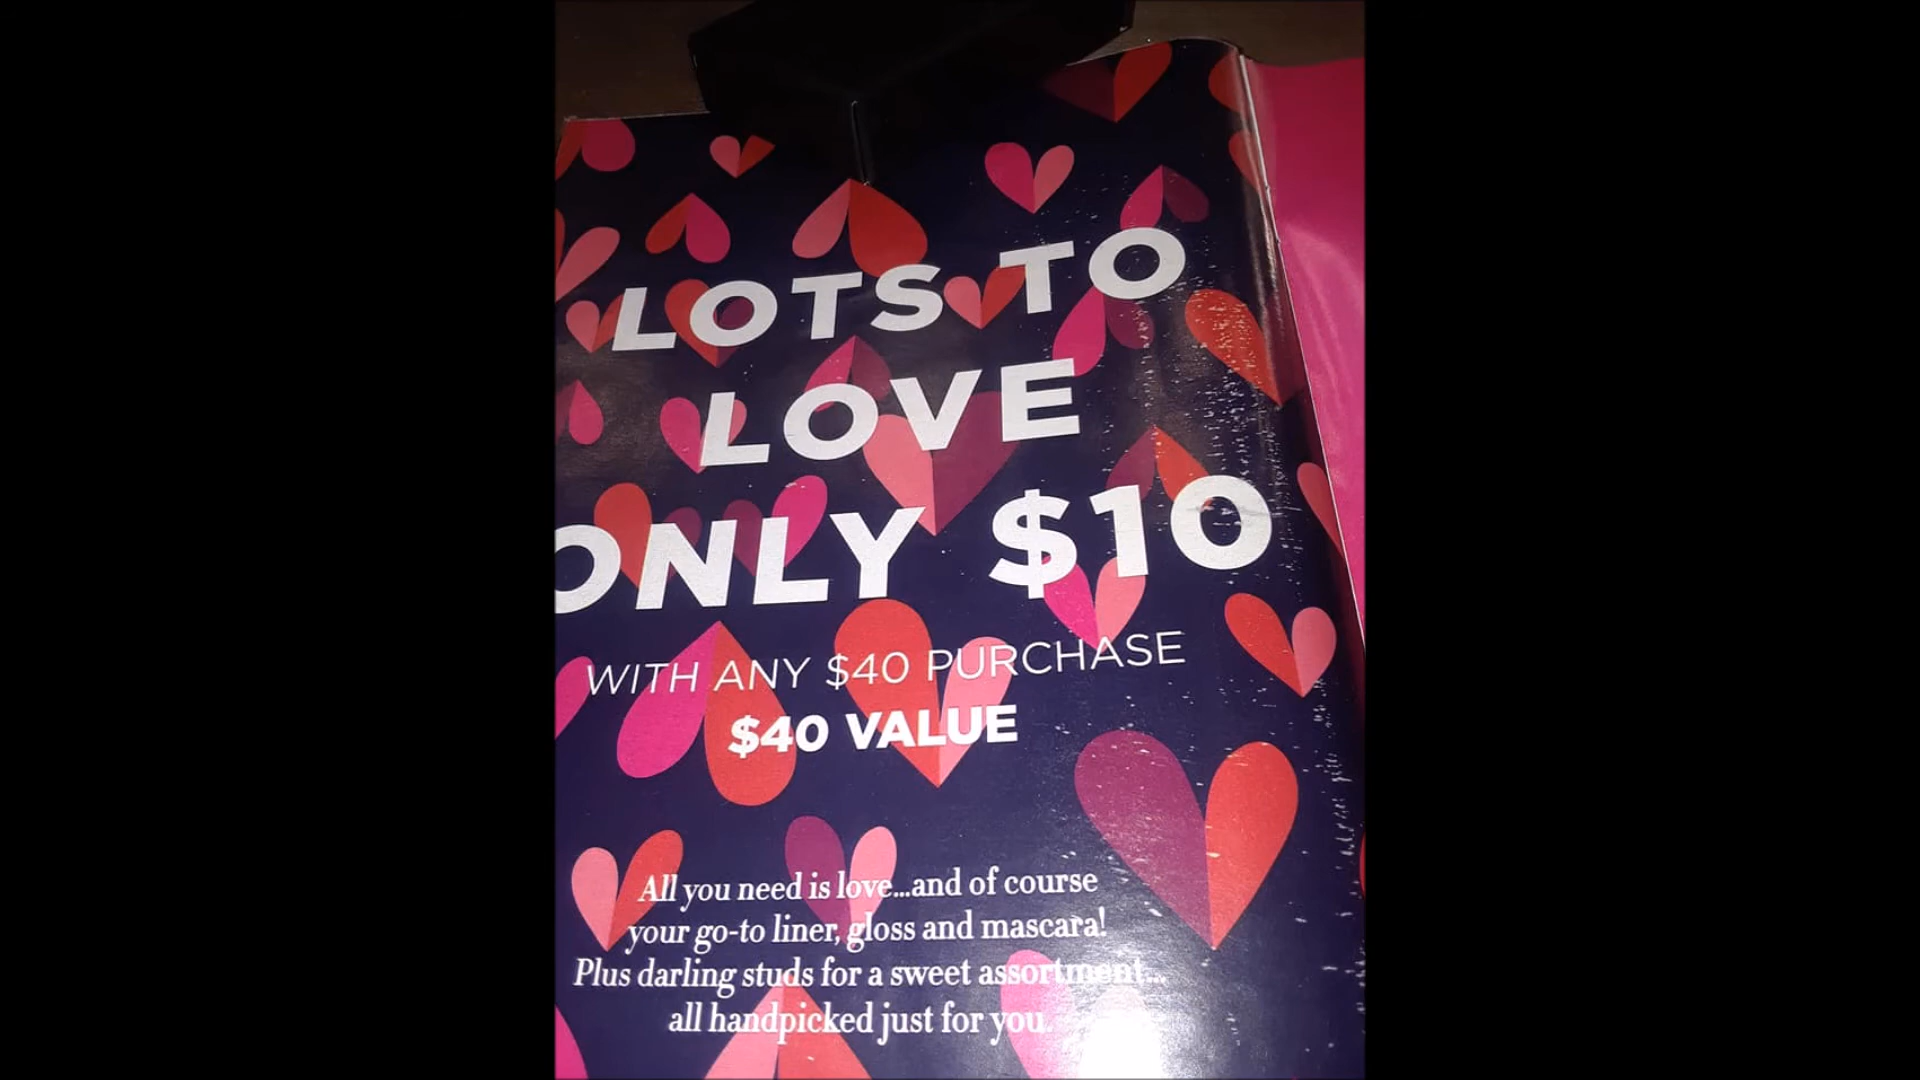 LOTS TO
LOVE
ONLY $10
WITH ANY $40 PURCHASE
$40 VALUE
All you need is love...and of course
your go-to liner, gloss and mascara!
Plus darling studs for a sweet assortment...
all handpicked just for you.